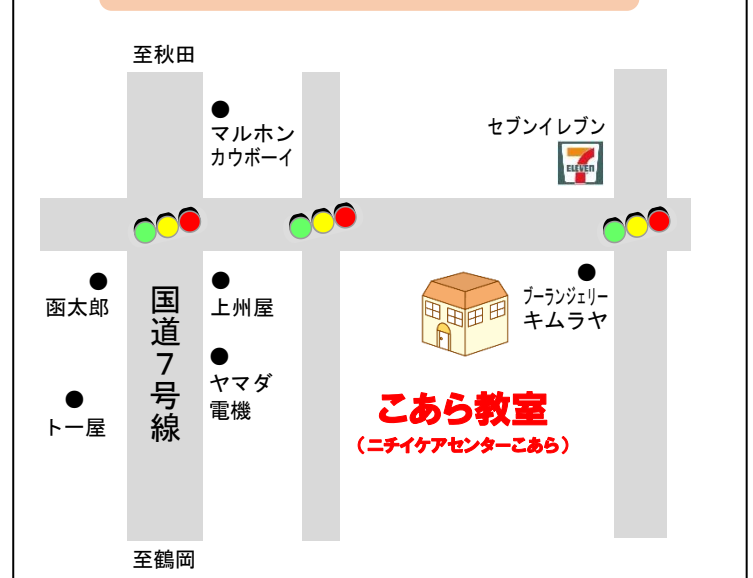 至秋田
マルホン
カウボーイ
セブンイレブン
ELEVEN
函太郎
国道7号線
上州屋
ブーランジェリー
キムラヤ
ヤマダ
電機
トー屋
こあら教室
(ニチイケアセンターこあら)
至鶴岡